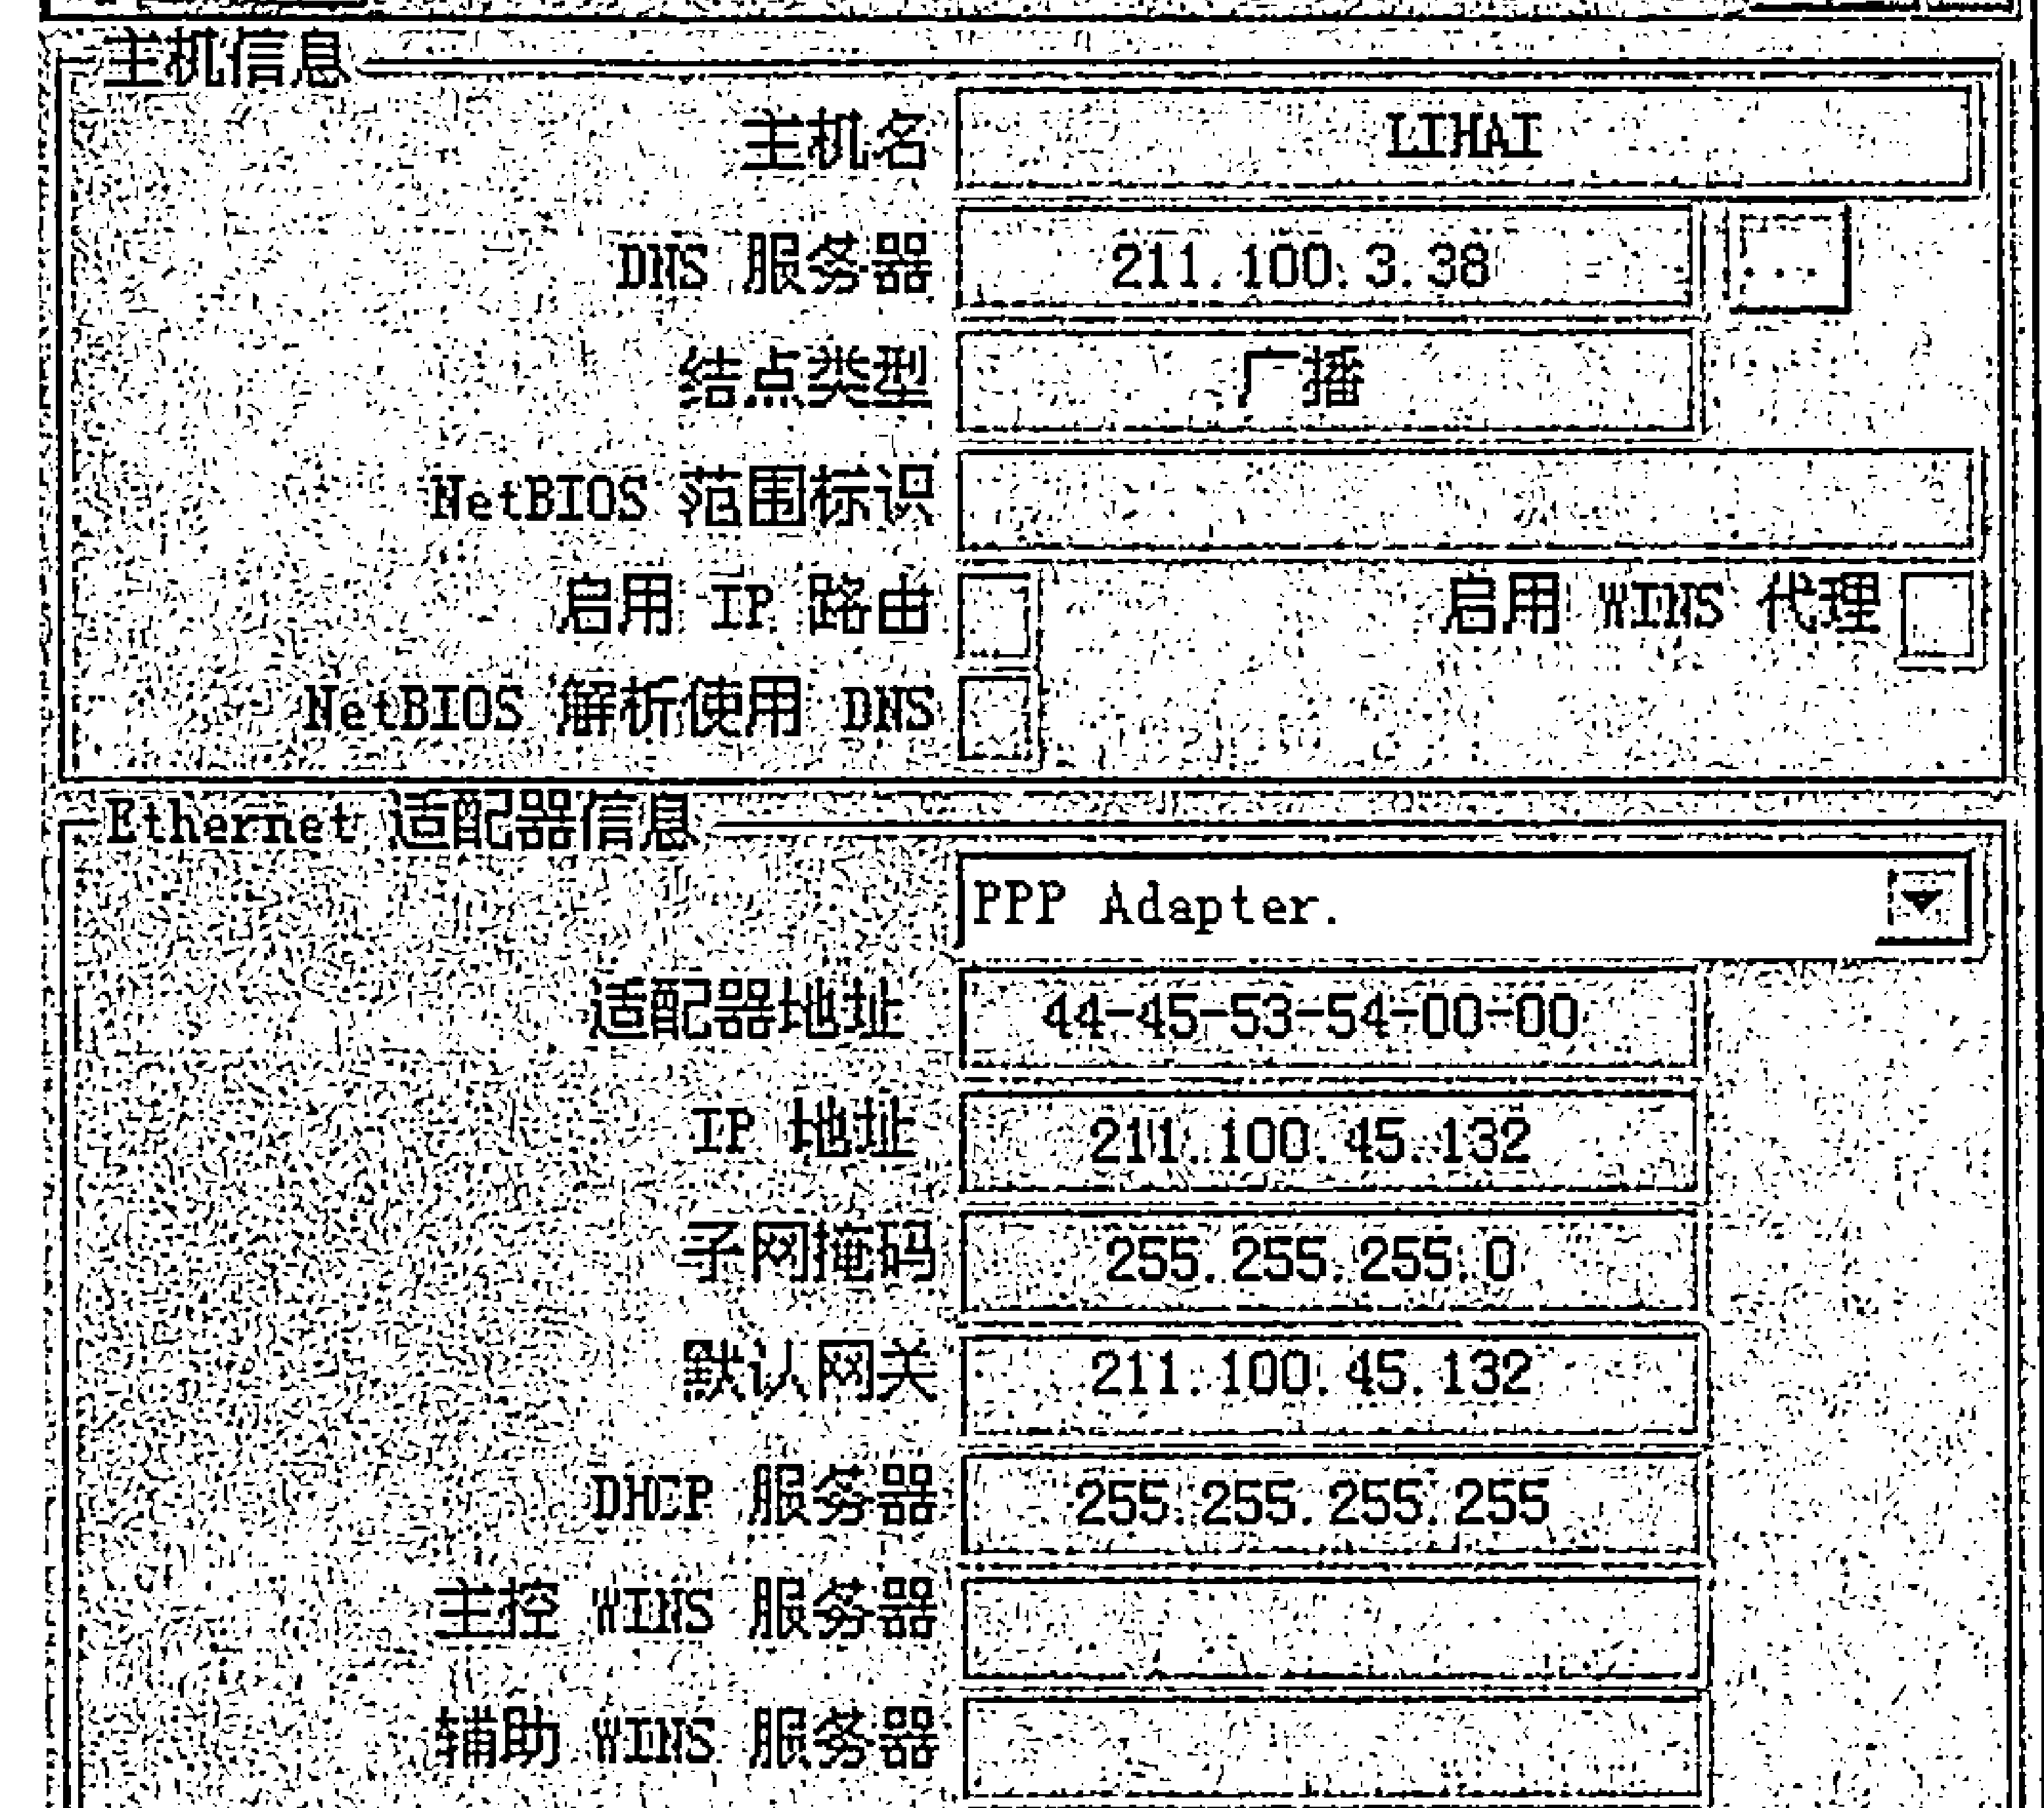 主机信息
主机名 LIHAI
DNS 服务器 211.100.3.38 ...
结点类型 广播
NetBIOS 范围标识
启用 IP 路由 启用 WINS 代理
NetBIOS 解析使用 DNS
Ethernet 适配器信息
PPP Adapter.
适配器地址 44-45-53-54-00-00
IP 地址 211.100.45.132
子网掩码 255.255.255.0
默认网关 211.100.45.132
DHCP 服务器 255.255.255.255
主控 WINS 服务器
辅助 WINS 服务器